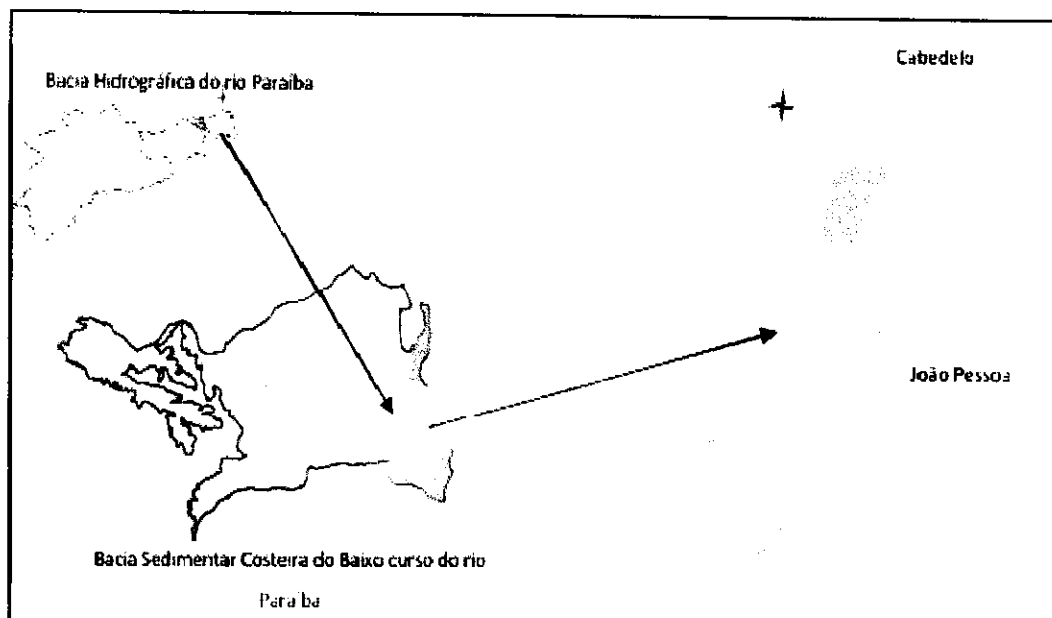 Cabedelo
Bacia Hidrográfica do rio Paraíba
João Pessoa
Bacia Sedimentar Costeira do Baixo curso do rio
Paraíba